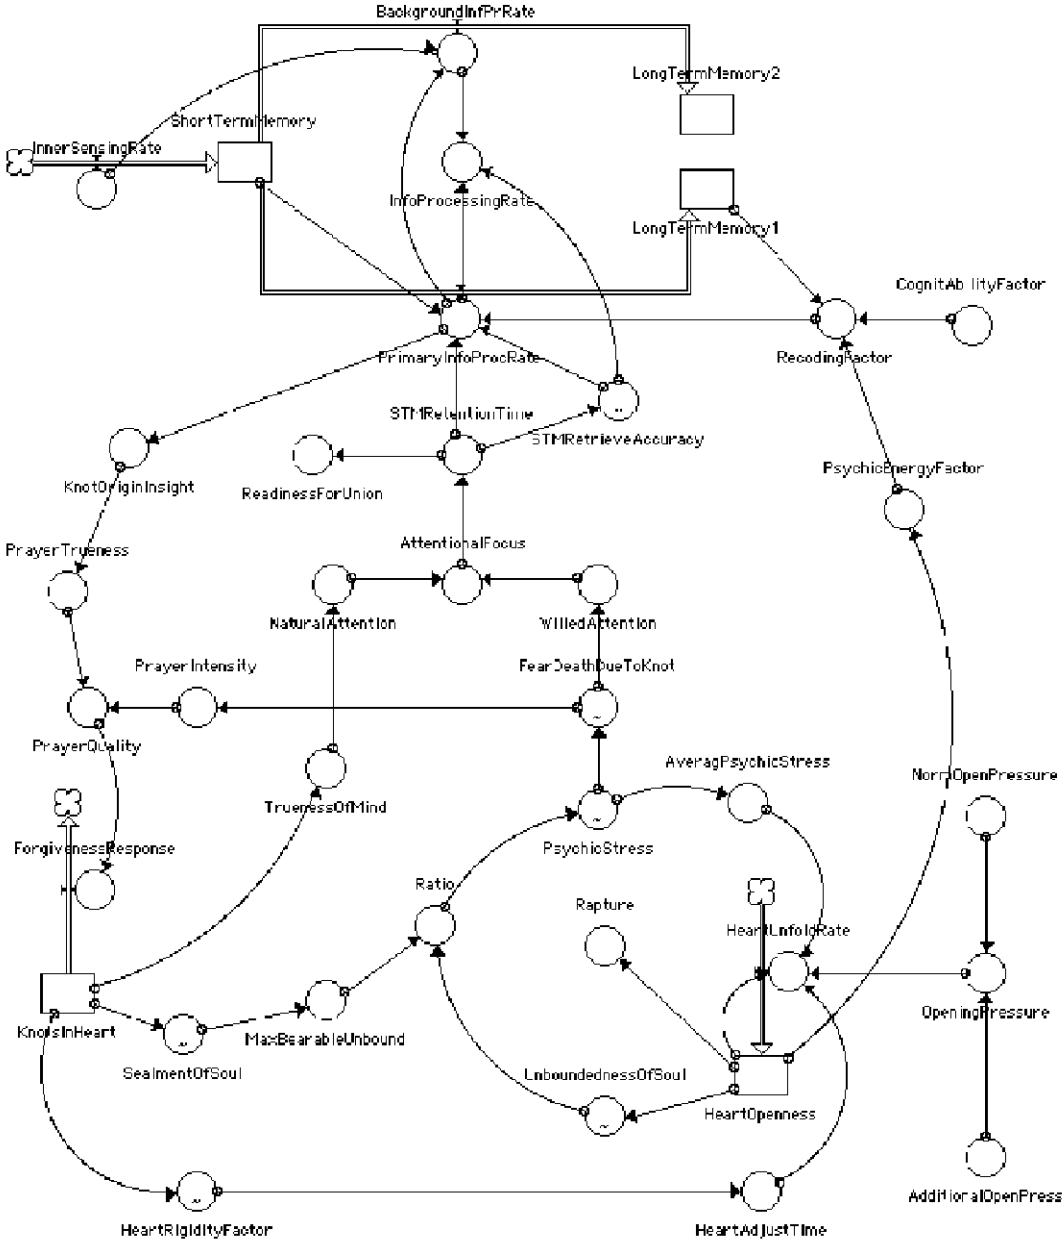 BackgroundInfPrRate
LongTermMemory2
ShortTermMemory
InnerSensingRate
InfoProcessingRate
LongTermMemory1
CognitAbilityFactor
PrimaryInfoProcRate
RecodingFactor
STMRetentionTime
STMRetrieveAccuracy
PsychicEnergyFactor
KnotOriginInsight
ReadinessForUnion
PrayerTrueness
AttentionalFocus
NaturalAttention
WilledAttention
PrayerIntensity
FearDeathDueToKnot
PrayerQuality
AveragPsychicStress
NormOpenPressure
TruenessOfMind
ForgivenessResponse
PsychicStress
Ratio
Rapture
HeartUnfoldRate
KnotsInHeart
MaxBearableUnbound
OpeningPressure
SealmentOfSoul
UnboundednessOfSoul
HeartOpenness
AdditionalOpenPress
HeartRigidityFactor
HeartAdjustTime